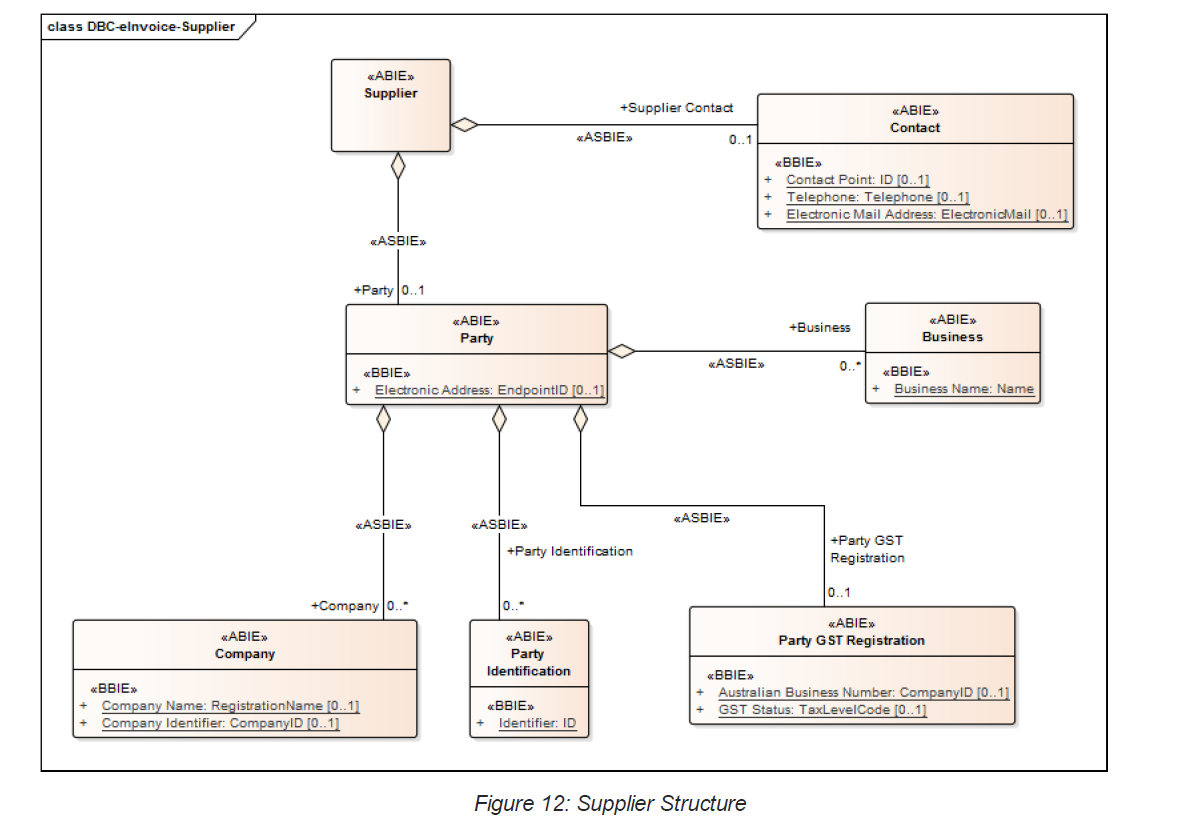 class DBC-eInvoice-Supplier
«ABIE»
Supplier
+Supplier Contact
«ASBIE»
0..1
«ABIE»
Contact
«BBIE»
+ Contact Point: ID [0..1]
+ Telephone: Telephone [0..1]
+ Electronic Mail Address: ElectronicMail [0..1]
«ASBIE»
+Party 0..1
«ABIE»
Party
«BBIE»
+ Electronic Address: EndpointID [0..1]
+Business
«ASBIE»
0..*
«ABIE»
Business
«BBIE»
+ Business Name: Name
«ASBIE»
+Company 0..*
«ASBIE»
+Party Identification
0..*
«ASBIE»
+Party GST
Registration
0..1
«ABIE»
Company
«BBIE»
+ Company Name: RegistrationName [0..1]
+ Company Identifier: CompanyID [0..1]
«ABIE»
Party
Identification
«BBIE»
+ Identifier: ID
«ABIE»
Party GST Registration
«BBIE»
+ Australian Business Number: CompanyID [0..1]
+ GST Status: TaxLevelCode [0..1]
Figure 12: Supplier Structure